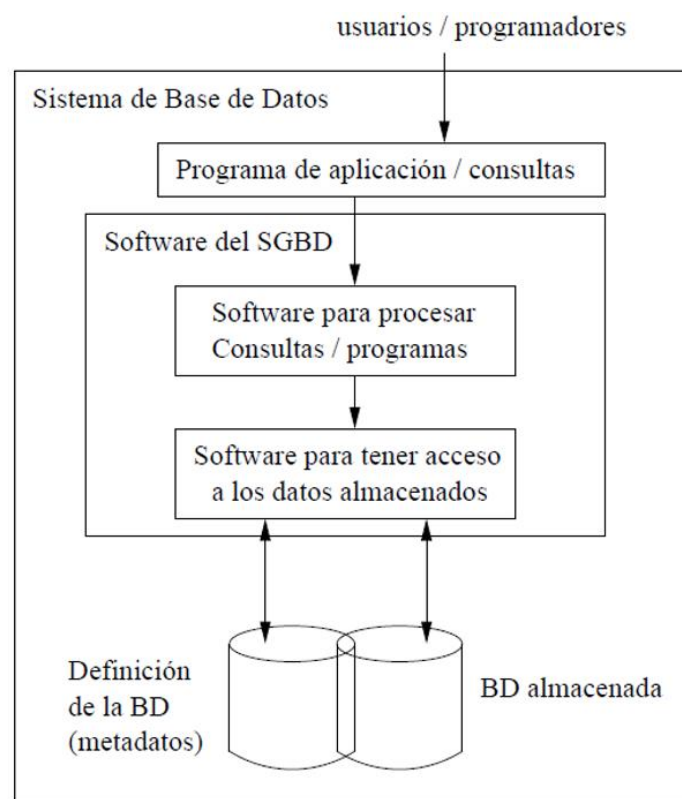 usuarios / programadores
Sistema de Base de Datos
Programa de aplicación / consultas
Software del SGBD
Software para procesar
Consultas / programas
Software para tener acceso
a los datos almacenados
Definición
de la BD
(metadatos)
BD almacenada